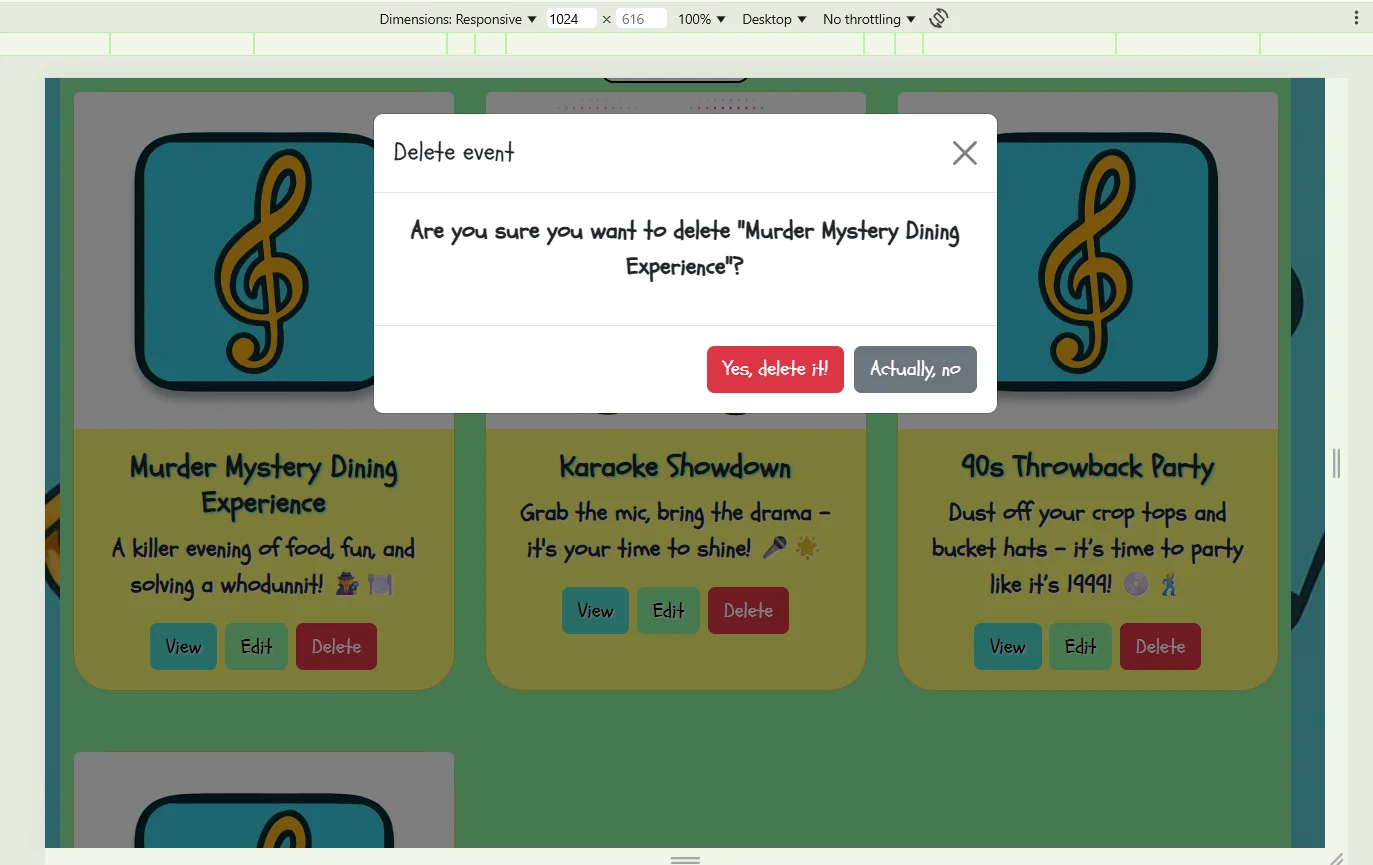 Dimensions: Responsive ▼ 1024 × 616 100% ▼ Desktop ▼ No throttling ▼
Delete event
Are you sure you want to delete "Murder Mystery Dining
Experience"?
Yes, delete it! Actually, no
Murder Mystery Dining
Experience
A killer evening of food, fun, and
solving a whodunnit! 🕵️🍽️
View Edit Delete
Karaoke Showdown
Grab the mic, bring the drama –
it's your time to shine! 🎤🌟
View Edit Delete
90s Throwback Party
Dust off your crop tops and
bucket hats – it’s time to party
like it’s 1999! 💿🕺
View Edit Delete